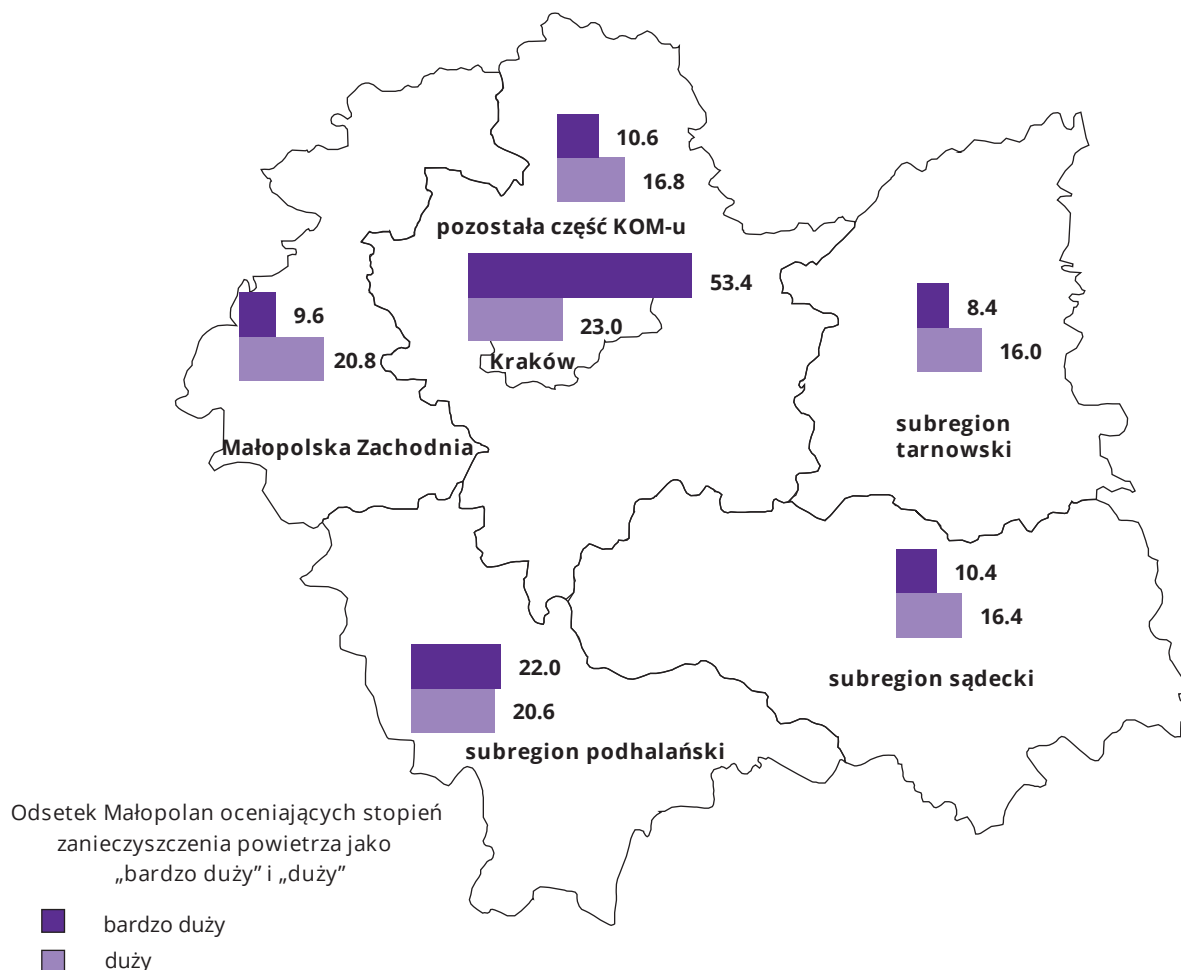 10.6
16.8
pozostała część KOM-u
53.4
23.0
Kraków
9.6
20.8
Małopolska Zachodnia
8.4
16.0
subregion
tarnowski
10.4
16.4
subregion sądecki
22.0
20.6
subregion podhalański
Odsetek Małopolan oceniających stopień
zanieczyszczenia powietrza jako
„bardzo duży” i „duży”
bardzo duży
duży